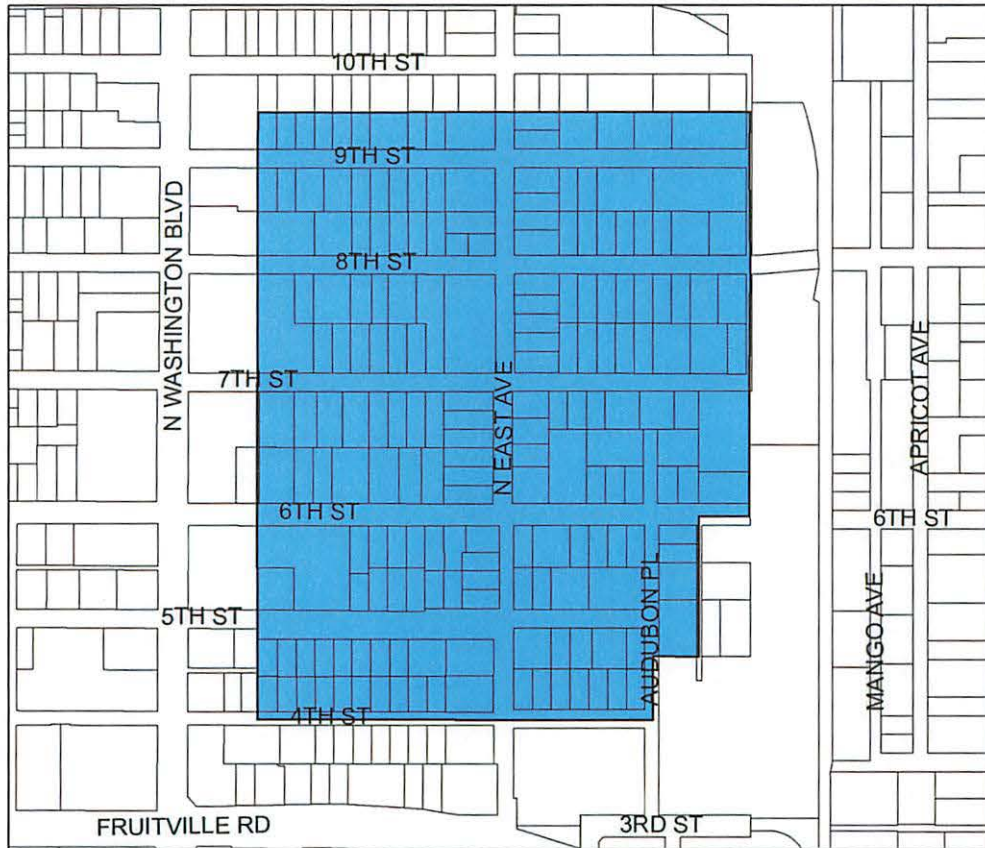 10TH ST
9TH ST
N WASHINGTON BLVD
8TH ST
7TH ST
N EAST AVE
APRICOT AVE
6TH ST
6TH ST
5TH ST
AUDUBON PL
MANGO AVE
4TH ST
FRUITVILLE RD
3RD ST